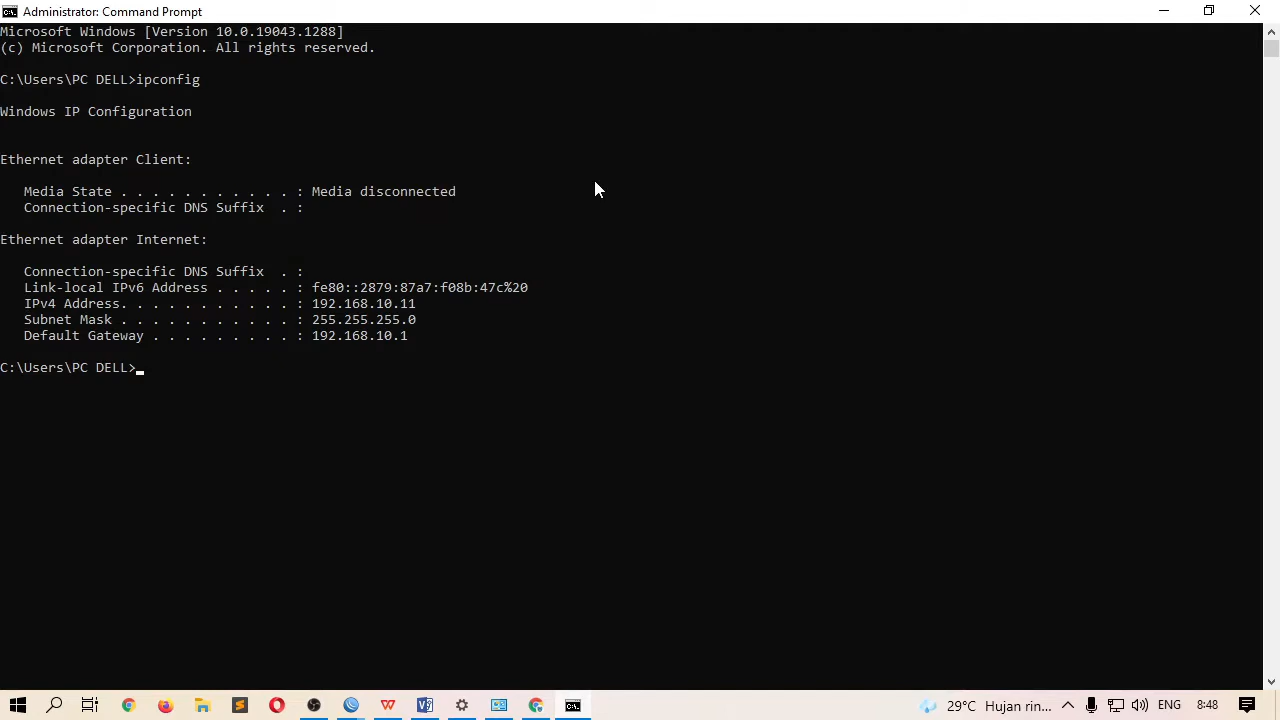 Administrator: Command Prompt
Microsoft Windows [Version 10.0.19043.1288]
(c) Microsoft Corporation. All rights reserved.
C:\Users\PC DELL>ipconfig
Windows IP Configuration
Ethernet adapter Client:
Media State . . . . . . . . . . . : Media disconnected
Connection-specific DNS Suffix  . :
Ethernet adapter Internet:
Connection-specific DNS Suffix  . :
Link-local IPv6 Address . . . . . : fe80::2879:87a7:f08b:47c%20
IPv4 Address. . . . . . . . . . . : 192.168.10.11
Subnet Mask . . . . . . . . . . . : 255.255.255.0
Default Gateway . . . . . . . . . : 192.168.10.1
C:\Users\PC DELL>
29°C Hujan rin... ENG 8:48